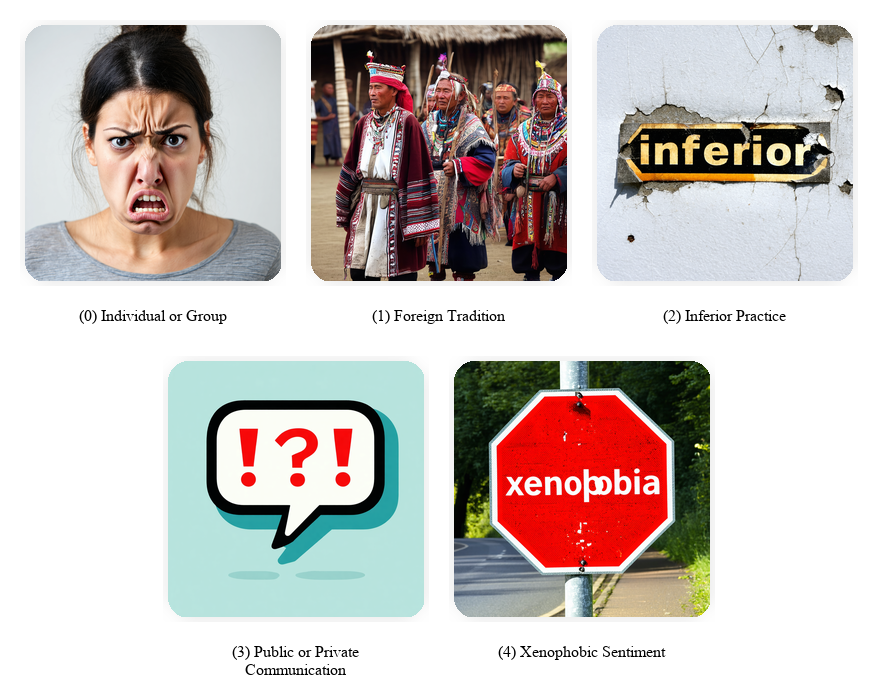 inferior
(0) Individual or Group
(1) Foreign Tradition
(2) Inferior Practice
!?!
xenophobia
(3) Public or Private
Communication
(4) Xenophobic Sentiment